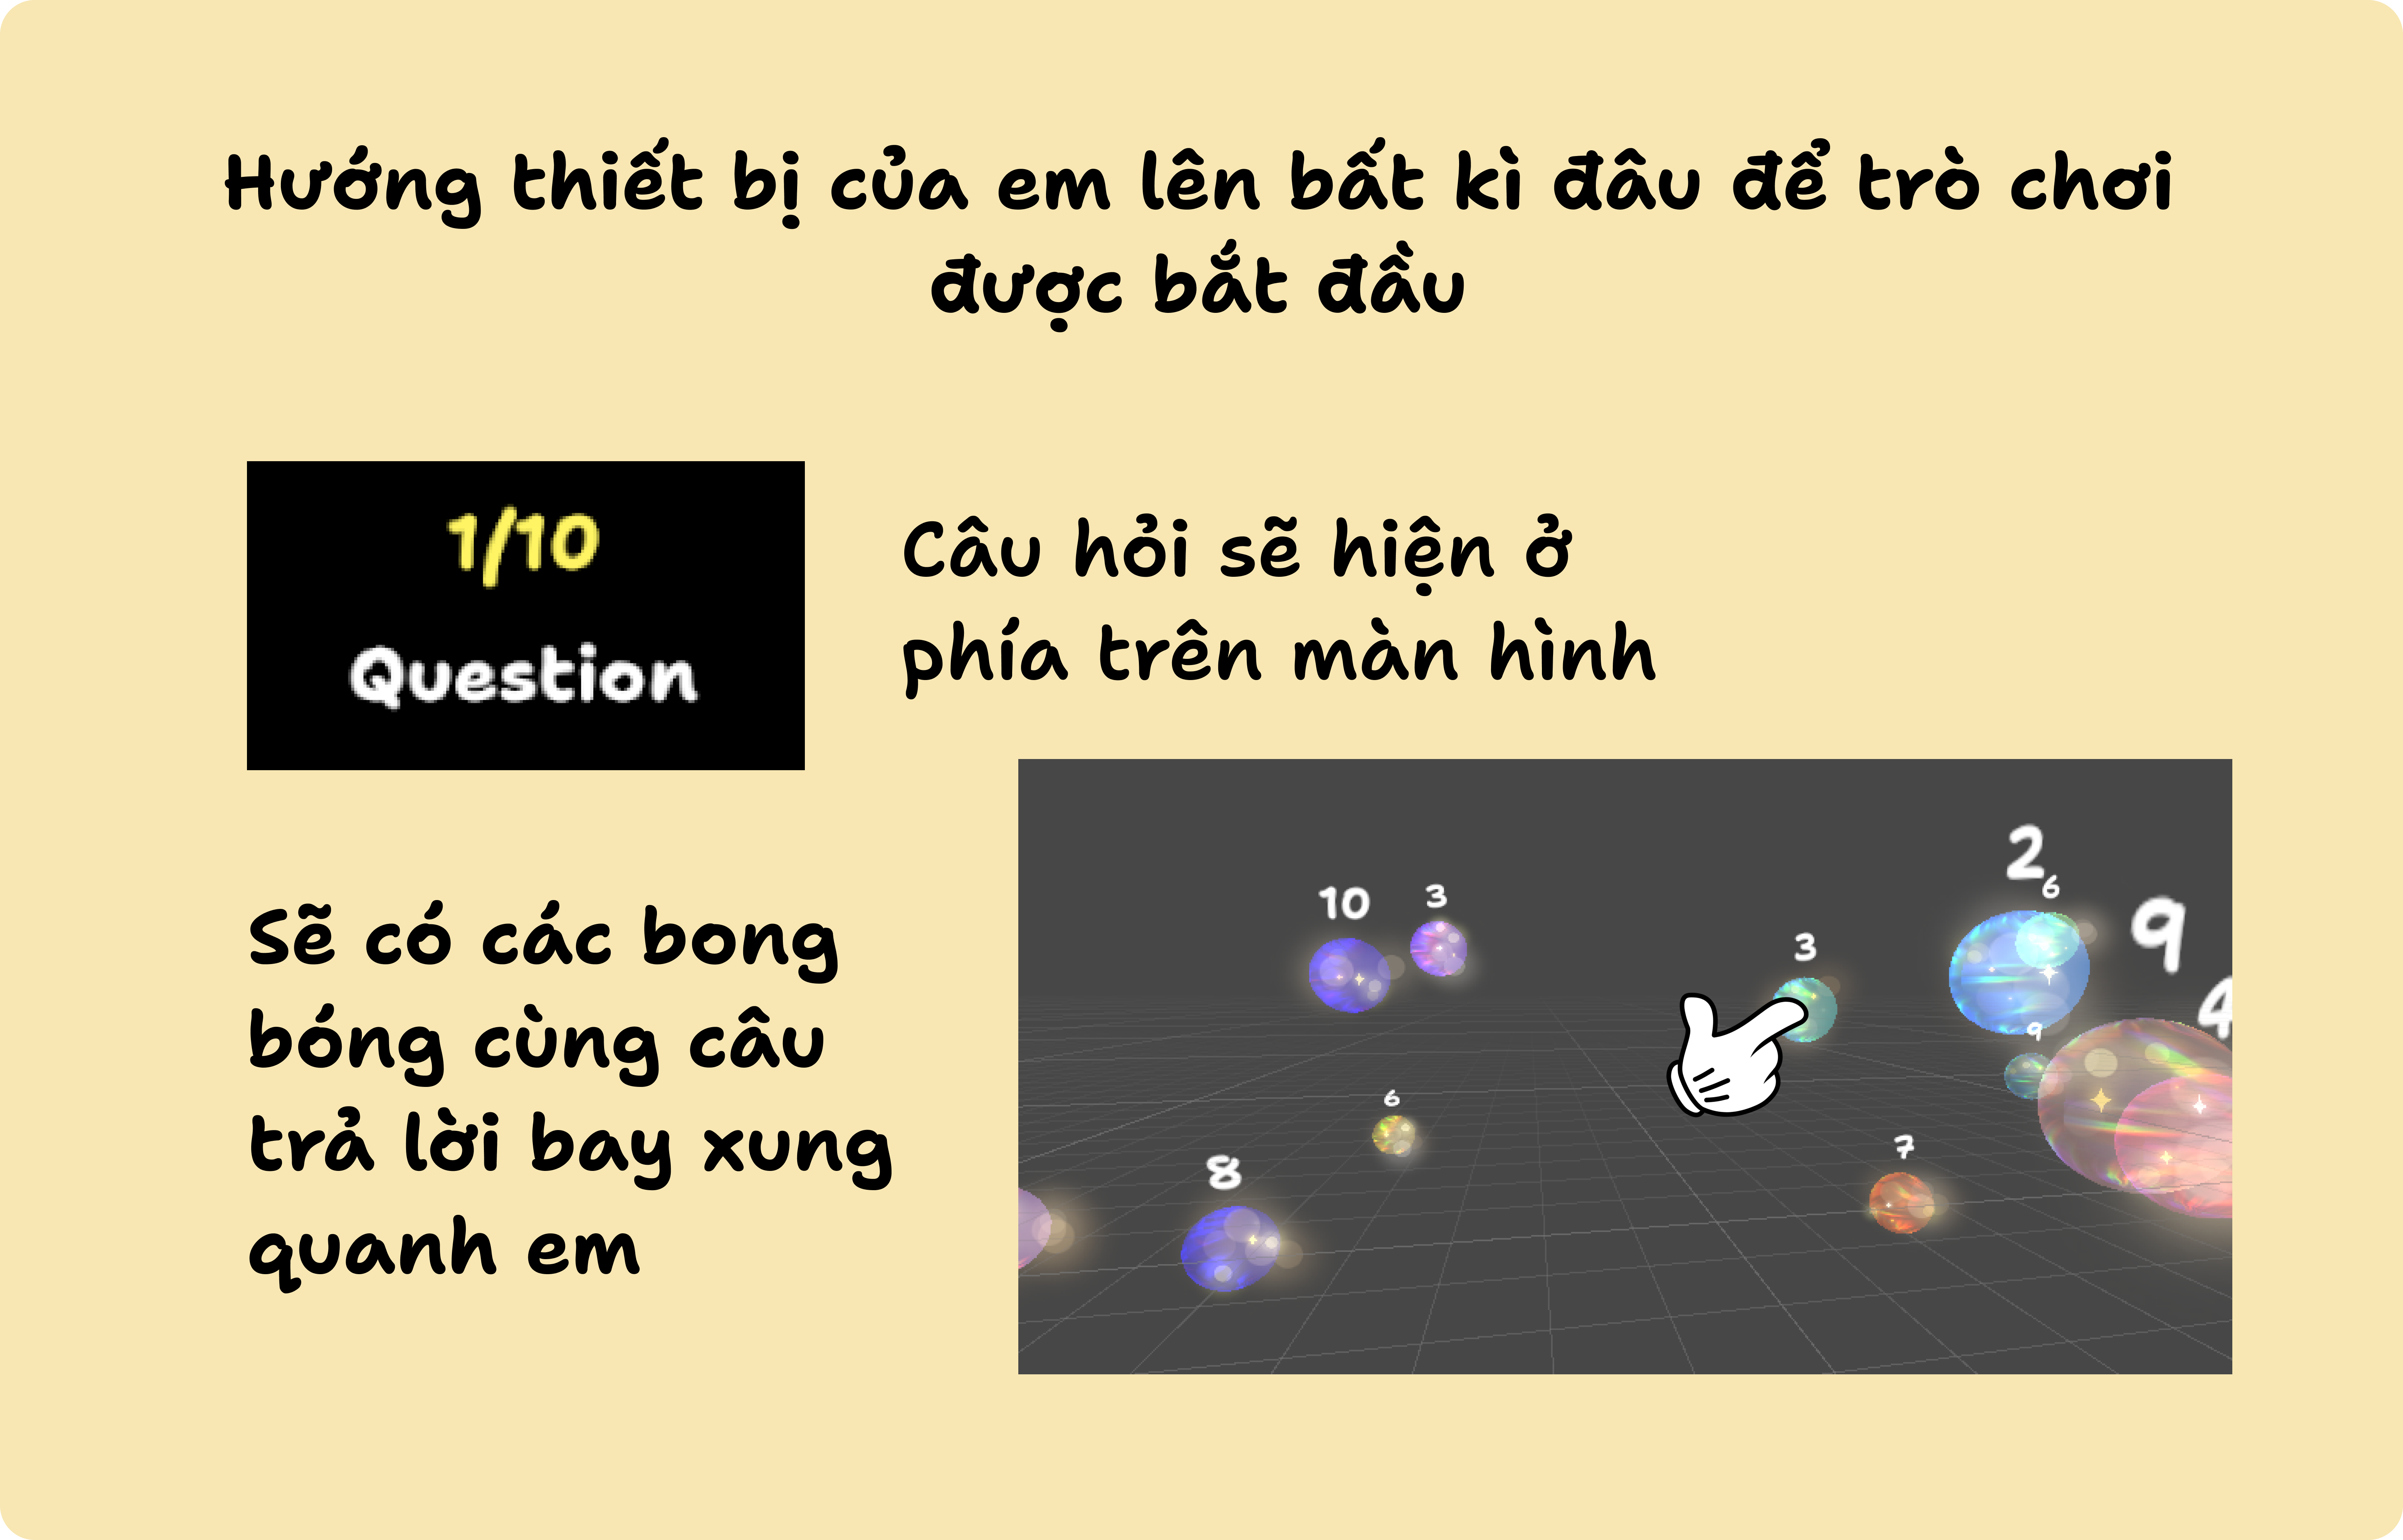 Hướng thiết bị của em lên bất kì đâu để trò chơi
được bắt đầu
1/10
Question
Câu hỏi sẽ hiện ở
phía trên màn hình
Sẽ có các bong
bóng cùng câu
trả lời bay xung
quanh em
10
3
3
2
6
9
4
9
6
7
8